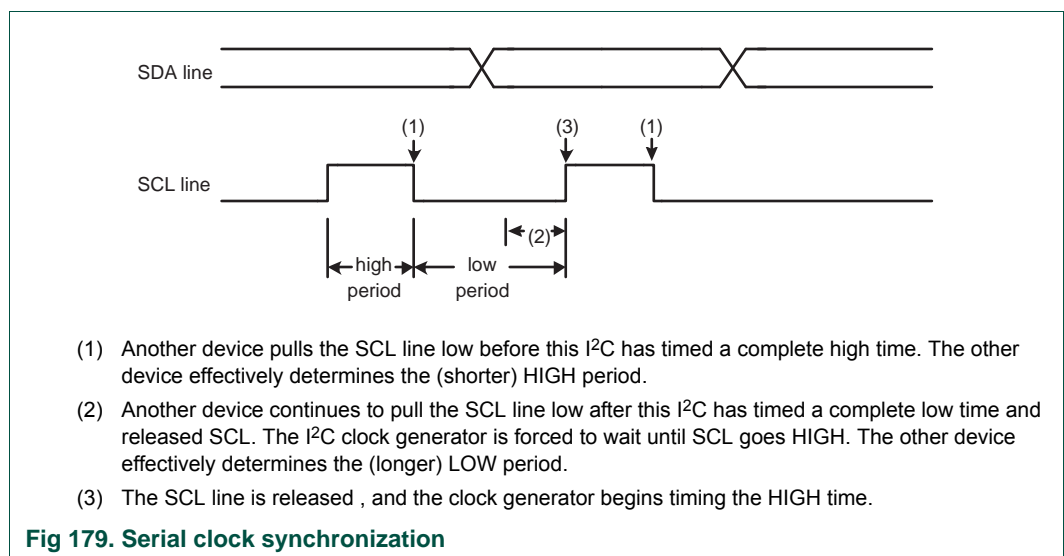 SDA line
(1)
(3)
(1)
SCL line
(2)
high
period
low
period
(1) Another device pulls the SCL line low before this I²C has timed a complete high time. The other
device effectively determines the (shorter) HIGH period.
(2) Another device continues to pull the SCL line low after this I²C has timed a complete low time and
released SCL. The I²C clock generator is forced to wait until SCL goes HIGH. The other device
effectively determines the (longer) LOW period.
(3) The SCL line is released , and the clock generator begins timing the HIGH time.
Fig 179. Serial clock synchronization